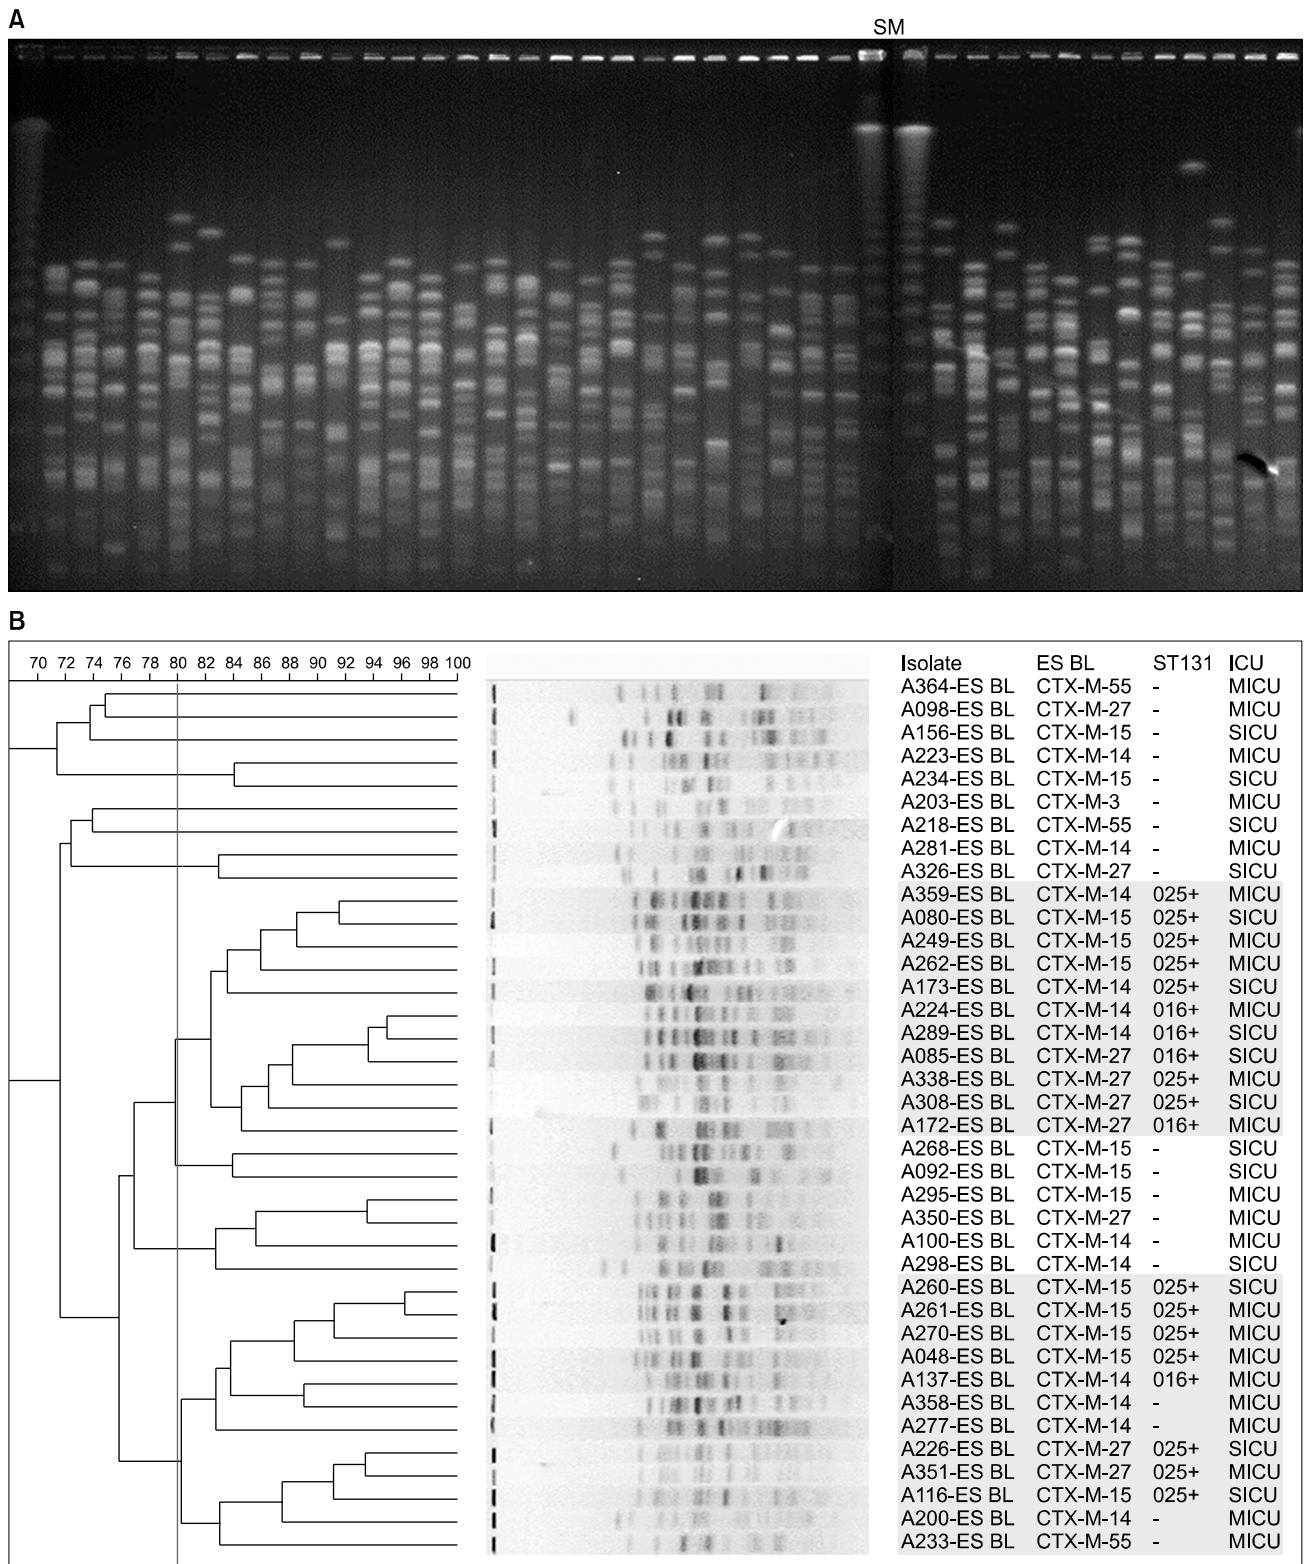 A
SM
B
70 72 74 76 78 80 82 84 86 88 90 92 94 96 98 100
Isolate ES BL ST131 ICU
A364-ES BL CTX-M-55 - MICU
A098-ES BL CTX-M-27 - MICU
A156-ES BL CTX-M-15 - SICU
A223-ES BL CTX-M-14 - MICU
A234-ES BL CTX-M-15 - SICU
A203-ES BL CTX-M-3 - MICU
A218-ES BL CTX-M-55 - SICU
A281-ES BL CTX-M-14 - MICU
A326-ES BL CTX-M-27 - SICU
A359-ES BL CTX-M-14 025+ MICU
A080-ES BL CTX-M-15 025+ SICU
A249-ES BL CTX-M-15 025+ MICU
A262-ES BL CTX-M-15 025+ MICU
A173-ES BL CTX-M-14 025+ SICU
A224-ES BL CTX-M-14 016+ MICU
A289-ES BL CTX-M-14 016+ SICU
A085-ES BL CTX-M-27 016+ SICU
A338-ES BL CTX-M-27 025+ MICU
A308-ES BL CTX-M-27 025+ SICU
A172-ES BL CTX-M-27 016+ MICU
A268-ES BL CTX-M-15 - SICU
A092-ES BL CTX-M-15 - SICU
A295-ES BL CTX-M-15 - MICU
A350-ES BL CTX-M-27 - MICU
A100-ES BL CTX-M-14 - MICU
A298-ES BL CTX-M-14 - SICU
A260-ES BL CTX-M-15 025+ SICU
A261-ES BL CTX-M-15 025+ MICU
A270-ES BL CTX-M-15 025+ MICU
A048-ES BL CTX-M-15 025+ MICU
A137-ES BL CTX-M-14 016+ MICU
A358-ES BL CTX-M-14 - MICU
A277-ES BL CTX-M-14 - MICU
A226-ES BL CTX-M-27 025+ SICU
A351-ES BL CTX-M-27 025+ MICU
A116-ES BL CTX-M-15 025+ SICU
A200-ES BL CTX-M-14 - MICU
A233-ES BL CTX-M-55 - MICU